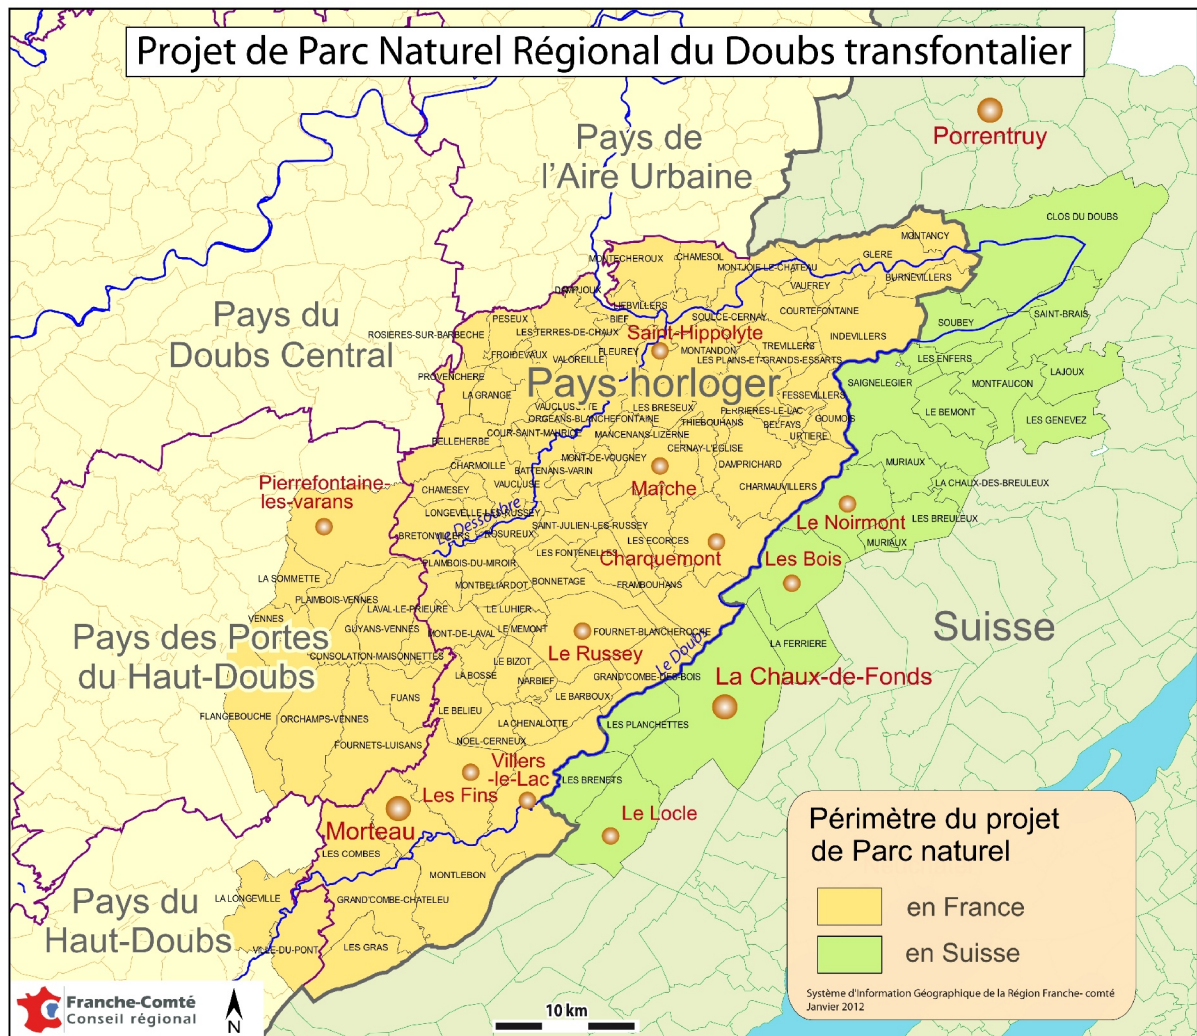 Projet de Parc Naturel Régional du Doubs transfontalier
Porrentruy
Pays de
l'Aire Urbaine
CLOS DU DOUBS
MONTANCY
MONTECHEROUX
CHAMESOL
GLERE
MONTJOIE-LE-CHATEAU
BURNEVILLERS
VAUFREY
DAMPJOUX
LIEBVILLERS
COURTEFONTAINE
SAINT-BRAIS
Pays du
Doubs Central
PESEUX
BIEF
SOULCE-CERNAY
SOUBEY
ROSIERES-SUR-BARBECHE
LES TERRES-DE-CHAUX
Saint-Hippolyte
INDEVILLERS
TREVILLERS
FROIDEVAUX
VALOREILLE
FLEUREY
MONTANDON
LES PLAINS-ET-GRANDS-ESSARTS
LES ENFERS
LAJOUX
PROVENCHERE
Pays horloger
SAIGNELEGIER
MONTFAUCON
LA GRANGE
FESSEVILLERS
LE BEMONT
LES GENEVEZ
LES BRESEUX
FERRIERES-LE-LAC
GOUMOIS
ORGEANS-BLANCHEFONTAINE
THIEBOUHANS
BELFAYS
URTIERE
COUR-SAINT-MAURICE
MANCENANS-LIZERNE
BELLEHERBE
CERNAY-L'EGLISE
MURIAUX
CHARMOILLE
MONT-DE-VOUGNEY
DAMPRICHARD
BATTENANS-VARIN
Pierrefontaine-
les-varans
CHAMESEY
VAUCLUSE
Maîche
CHARMAUVILLERS
LA CHAUX-DES-BREULEUX
LONGEVELLE-LES-RUSSEY
Le Noirmont
LES BREULEUX
Le Dessoubre
SAINT-JULIEN-LES-RUSSEY
BRETONVILLERS
ROSUREUX
LES ECORCES
MURIAUX
LES FONTENELLES
Charquemont
Les Bois
PLAIMBOIS-DU-MIROIR
LA SOMMETTE
MONTBELIARDOT
BONNETAGE
FRAMBOUHANS
PLAIMBOIS-VENNES
LAVAL-LE-PRIEURE
LE LUHIER
VENNES
Pays des Portes
du Haut-Doubs
GUYANS-VENNES
MONT-DE-LAVAL
LE MEMONT
FOURNET-BLANCHEROCHE
Suisse
Le Russey
Le Doubs
LA FERRIERE
CONSOLATION-MAISONNETTES
LE BIZOT
LA BOSSE
NARBIEF
GRAND'COMBE-DES-BOIS
La Chaux-de-Fonds
FUANS
LE BARBOUX
LE BELIEU
FLANGEBOUCHE
ORCHAMPS-VENNES
LA CHENALOTTE
LES PLANCHETTES
FOURNETS-LUISANS
NOEL-CERNEUX
Villers
-le-Lac
LES BRENETS
Les Fins
Morteau
Le Locle
LES COMBES
MONTLEBON
Pays du
Haut-Doubs
LA LONGEVILLE
GRAND'COMBE-CHATELEU
VILLE-DU-PONT
LES GRAS
Périmètre du projet
de Parc naturel
en France
en Suisse
Système d'Information Géographique de la Région Franche- comté
Janvier 2012
Franche-Comté
Conseil régional
N
10 km